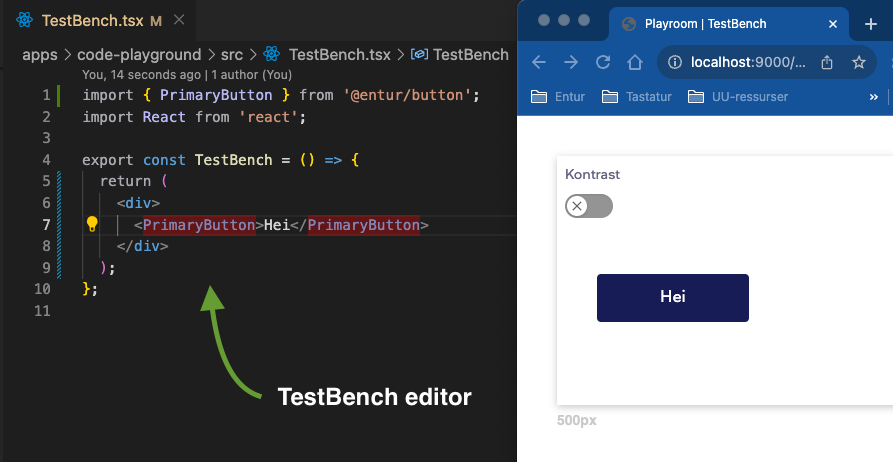 TestBench.tsx M
apps > code-playground > src > TestBench.tsx > TestBench
You, 14 seconds ago | 1 author (You)
1 import { PrimaryButton } from '@entur/button';
2 import React from 'react';
3
4 export const TestBench = () => {
5 return (
6 <div>
7 <PrimaryButton>Hei</PrimaryButton>
8 </div>
9 );
10 };
11
TestBench editor
Playroom | TestBench
localhost:9000/...
Entur Tastatur UU-ressurser »
Kontrast
Hei
500px